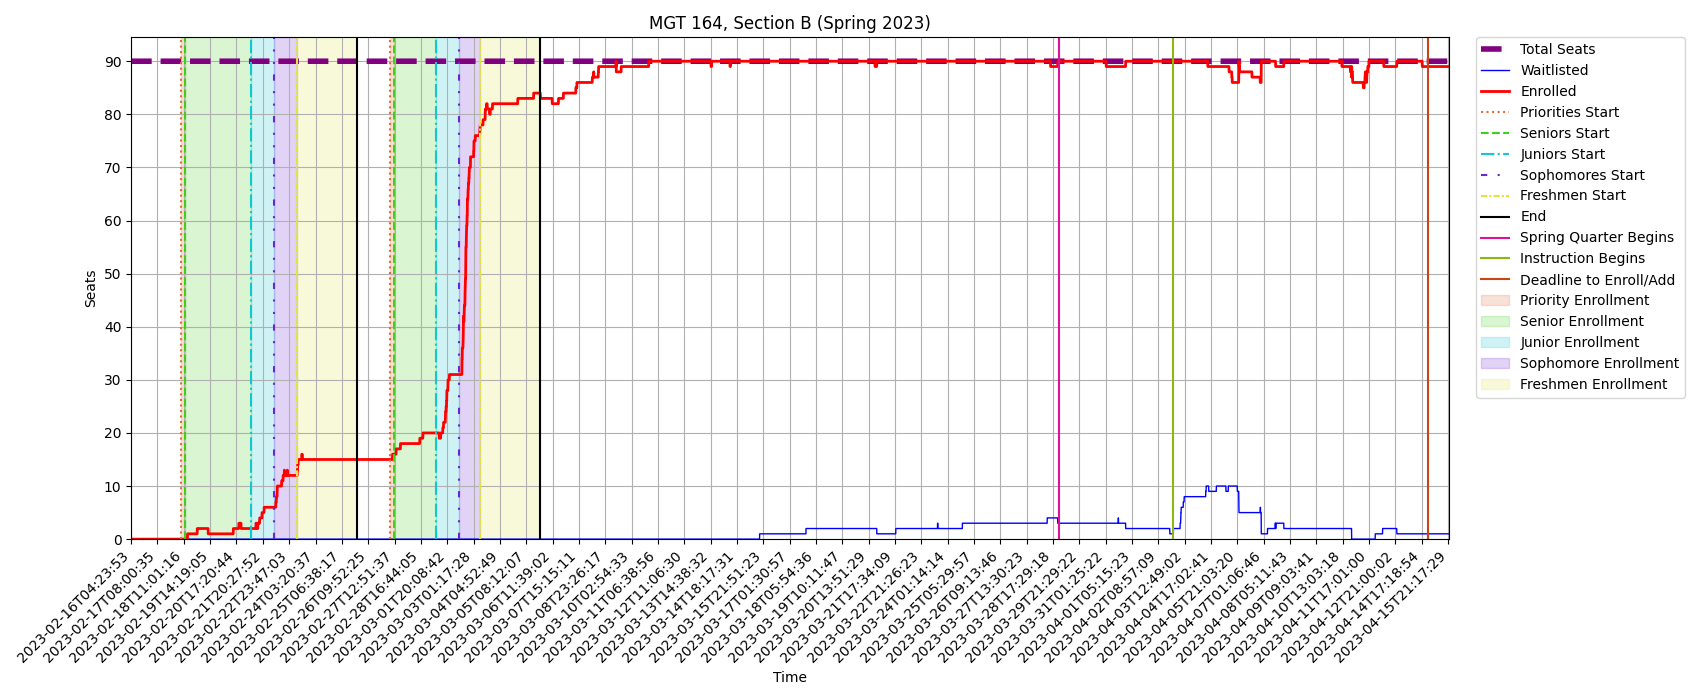 MGT 164, Section B (Spring 2023)
Seats
90
80
70
60
50
40
30
20
10
0
2023-02-16T04:23:53
2023-02-17T08:00:35
2023-02-18T11:01:16
2023-02-19T14:19:05
2023-02-20T17:20:44
2023-02-21T20:27:52
2023-02-22T23:47:03
2023-02-24T03:20:37
2023-02-25T06:38:17
2023-02-26T09:52:25
2023-02-27T12:51:37
2023-02-28T16:44:05
2023-03-01T20:08:42
2023-03-03T01:17:28
2023-03-04T04:52:49
2023-03-05T08:12:07
2023-03-06T11:39:02
2023-03-07T15:15:11
2023-03-08T23:26:17
2023-03-10T02:54:33
2023-03-11T06:38:56
2023-03-12T11:06:30
2023-03-13T14:38:32
2023-03-14T18:17:31
2023-03-15T21:51:23
2023-03-17T01:30:57
2023-03-18T05:54:36
2023-03-19T10:11:47
2023-03-20T13:51:29
2023-03-21T17:34:09
2023-03-22T21:26:23
2023-03-24T01:14:14
2023-03-25T05:29:57
2023-03-26T09:13:46
2023-03-27T13:30:23
2023-03-28T17:29:18
2023-03-29T21:29:22
2023-03-31T01:25:22
2023-04-01T05:15:23
2023-04-02T08:57:09
2023-04-03T12:49:02
2023-04-04T17:02:41
2023-04-05T21:03:20
2023-04-07T01:06:46
2023-04-08T05:11:43
2023-04-09T09:03:41
2023-04-10T13:03:18
2023-04-11T17:01:00
2023-04-12T21:00:02
2023-04-14T17:18:54
2023-04-15T21:17:29
Time
Total Seats
Waitlisted
Enrolled
Priorities Start
Seniors Start
Juniors Start
Sophomores Start
Freshmen Start
End
Spring Quarter Begins
Instruction Begins
Deadline to Enroll/Add
Priority Enrollment
Senior Enrollment
Junior Enrollment
Sophomore Enrollment
Freshmen Enrollment